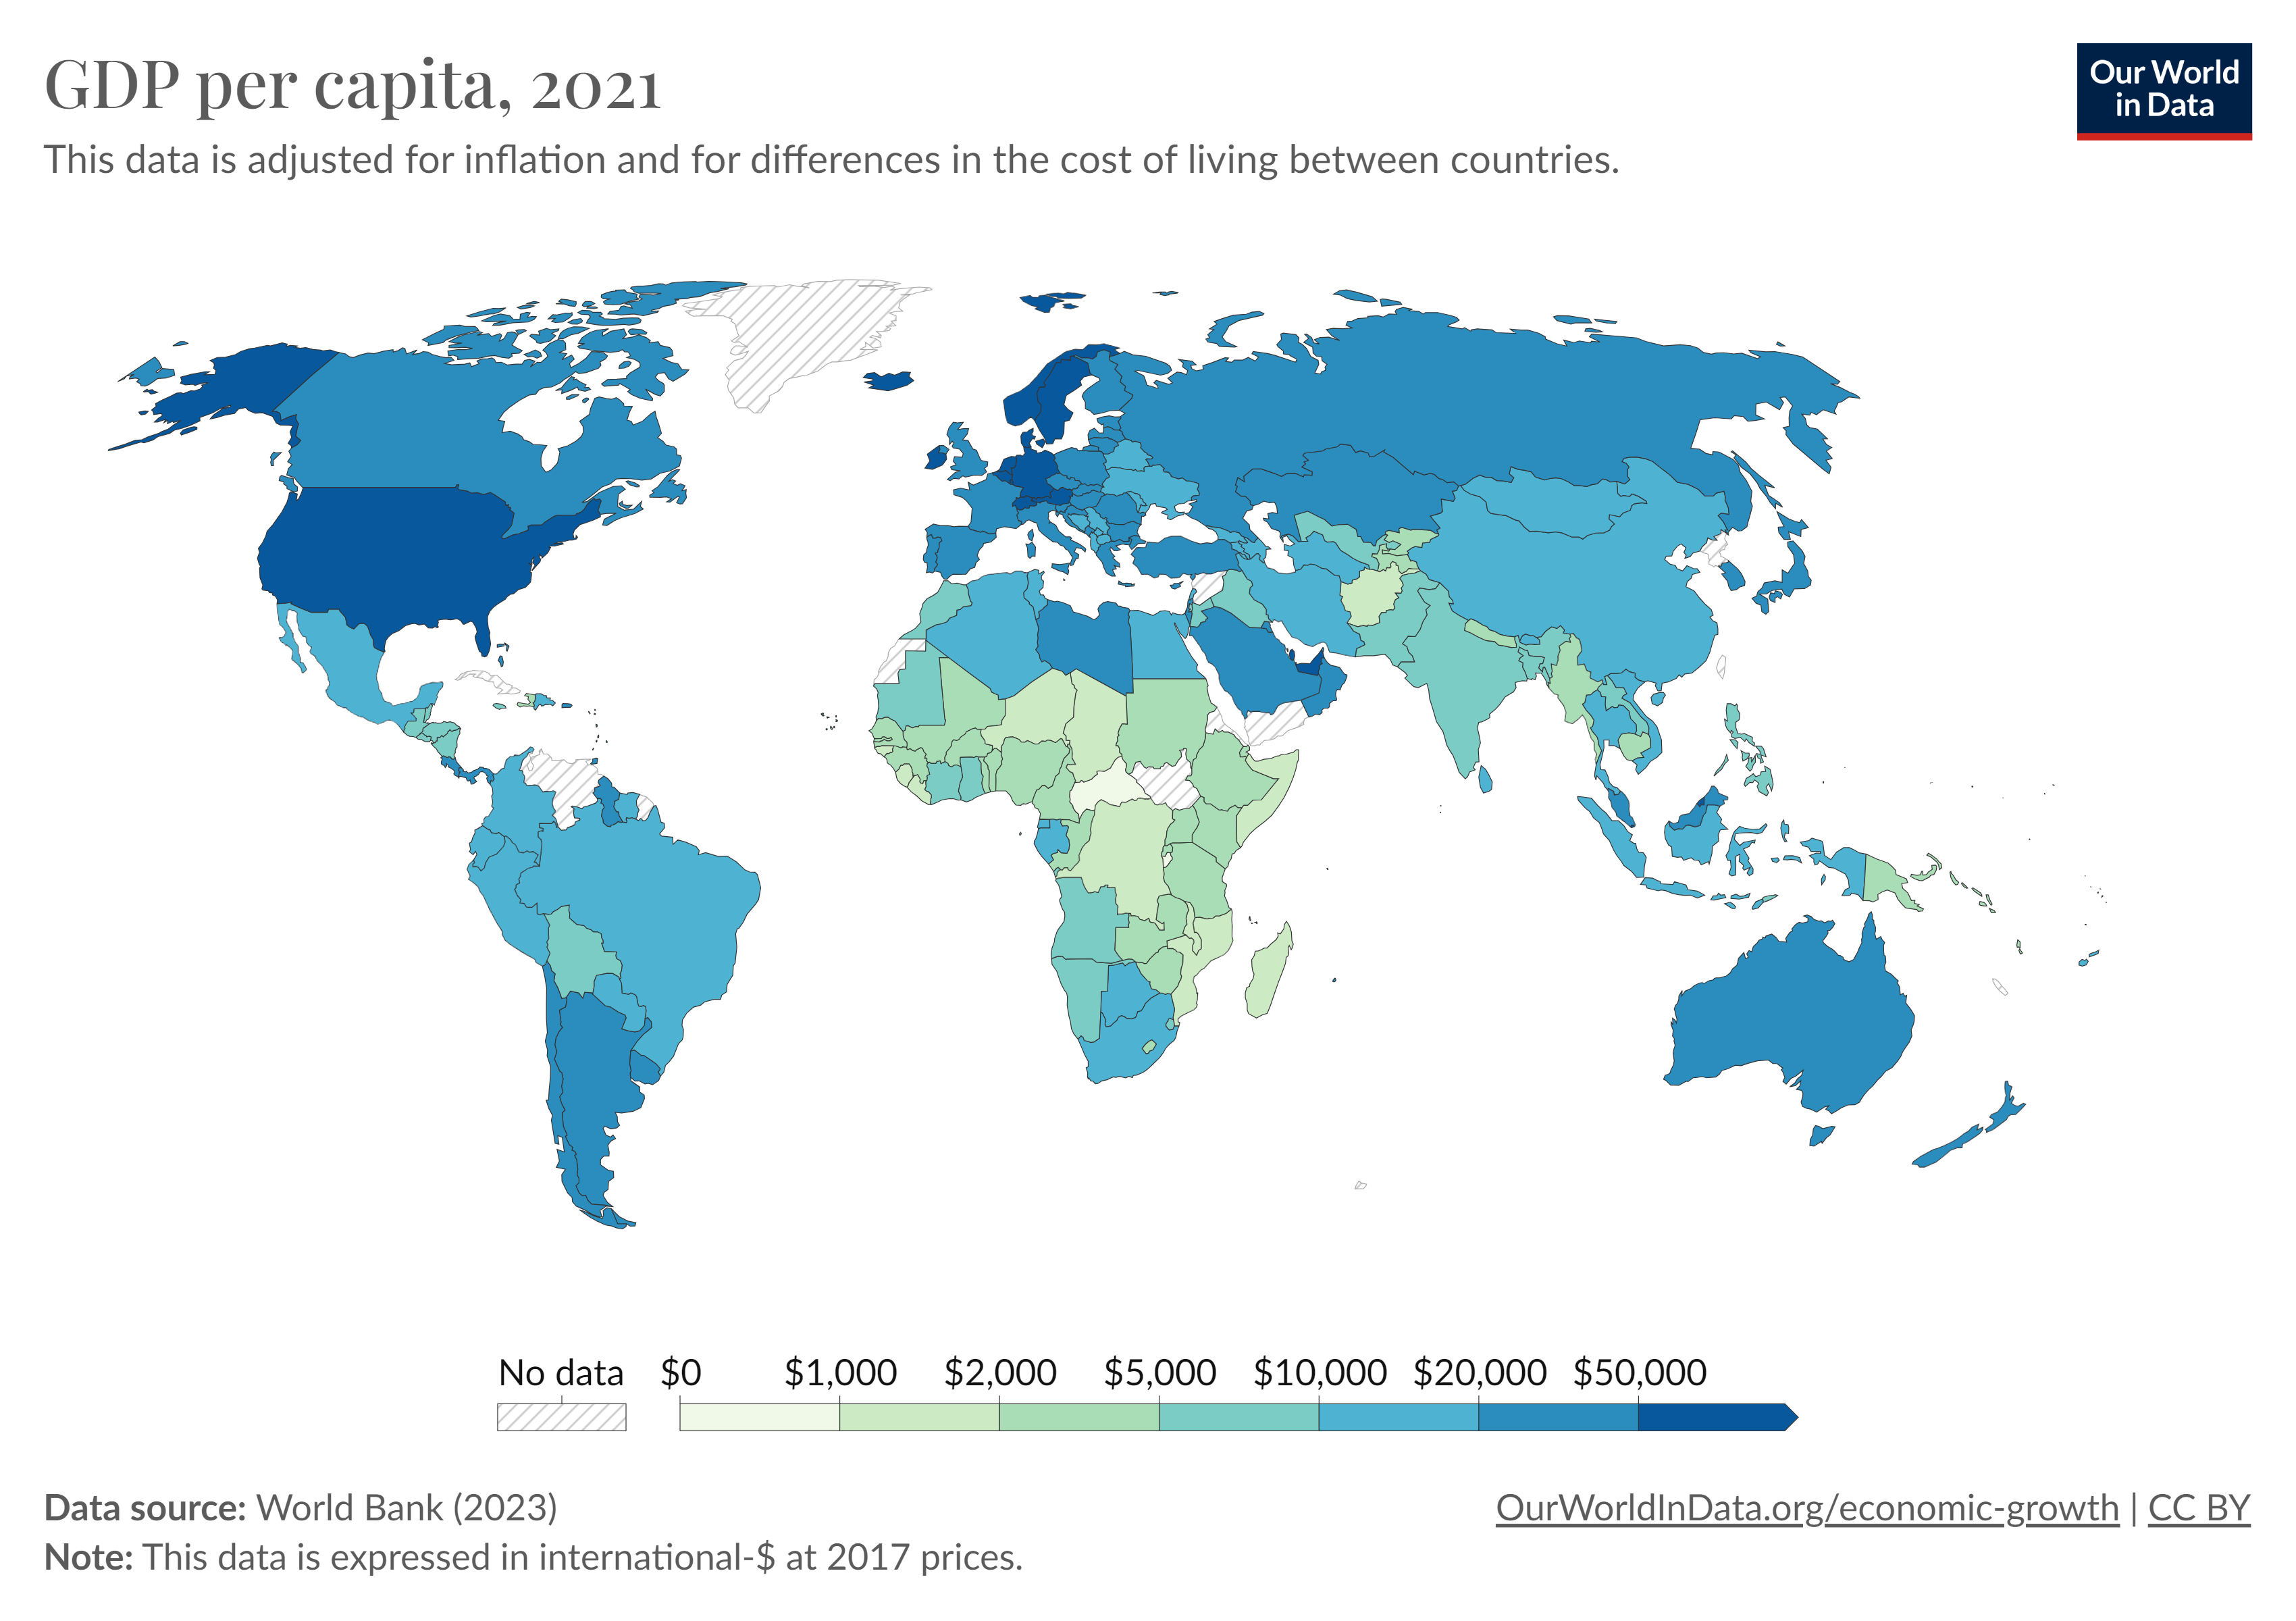 GDP per capita, 2021
Our World
in Data
This data is adjusted for inflation and for differences in the cost of living between countries.
No data $0 $1,000 $2,000 $5,000 $10,000 $20,000 $50,000
Data source: World Bank (2023)
OurWorldInData.org/economic-growth | CC BY
Note: This data is expressed in international-$ at 2017 prices.